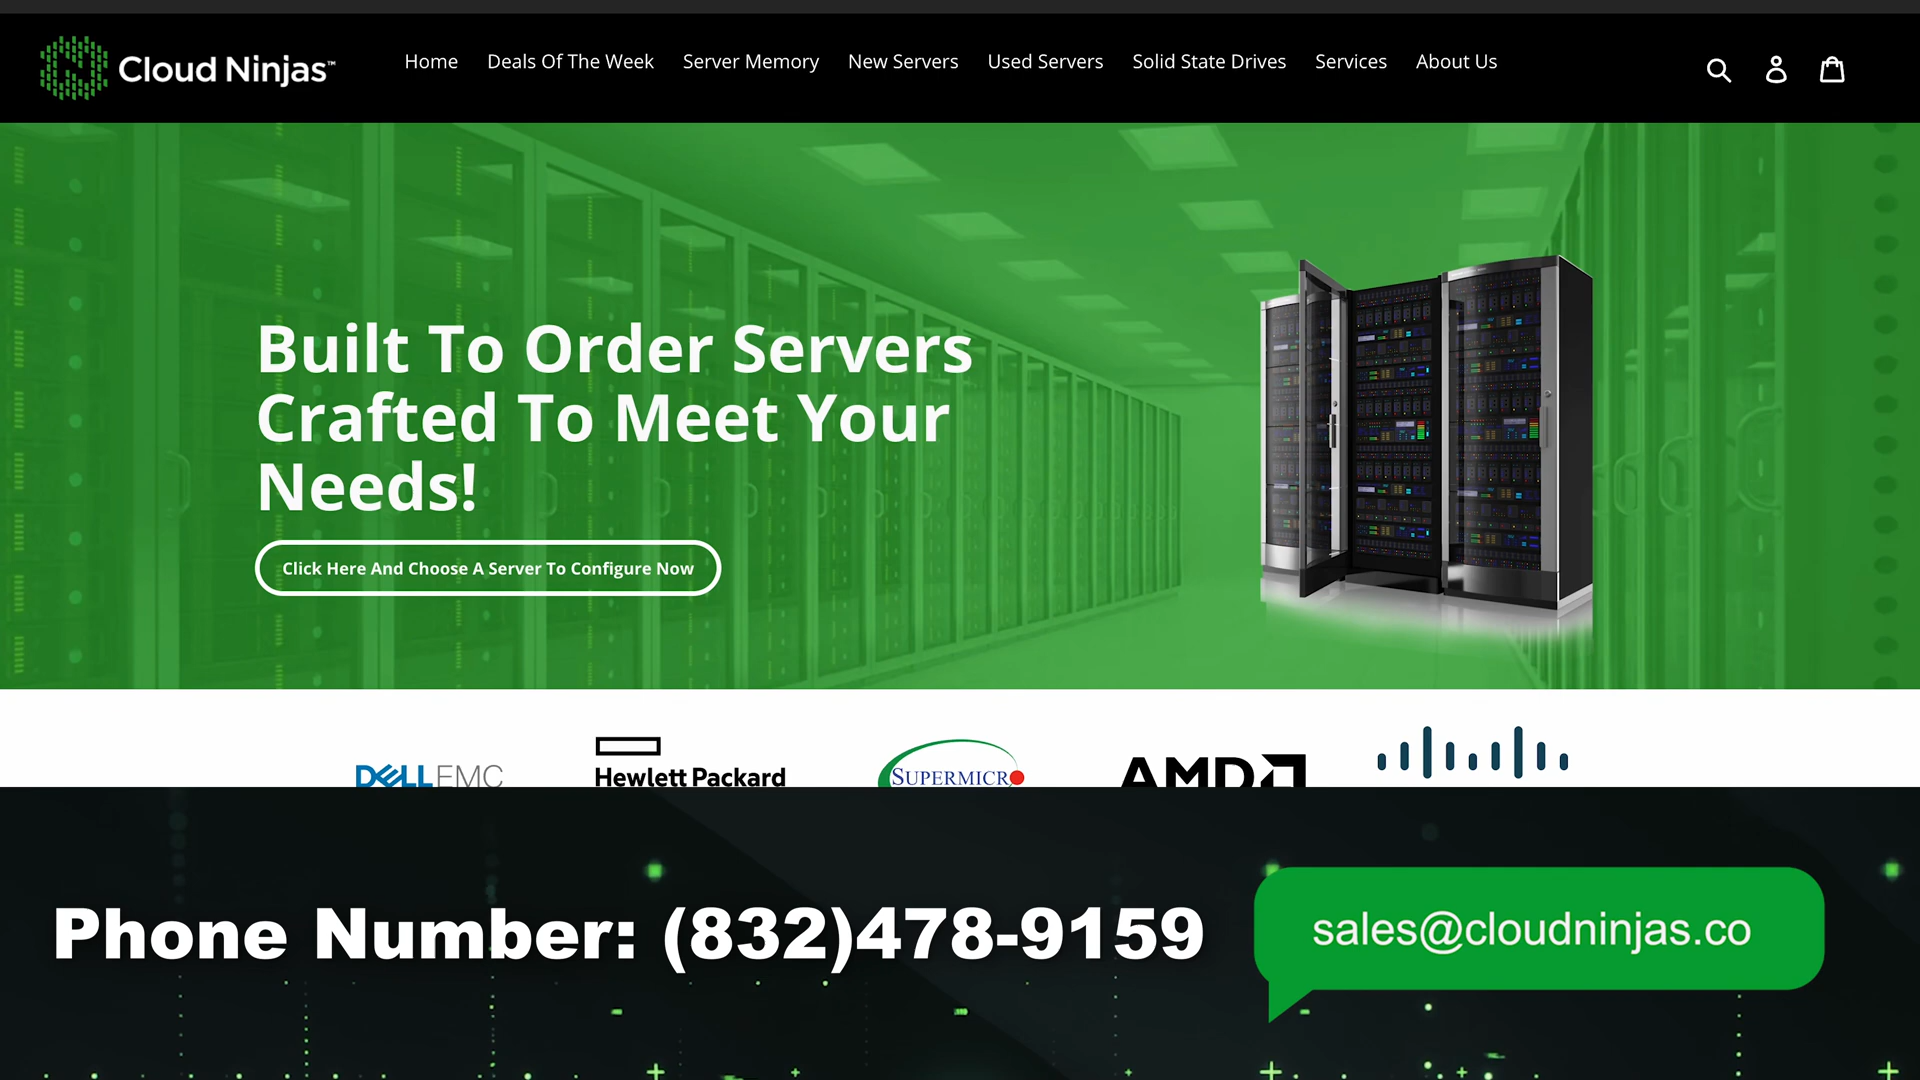 Cloud Ninjas™
Home Deals Of The Week Server Memory New Servers Used Servers Solid State Drives Services About Us
Built To Order Servers
Crafted To Meet Your
Needs!
Click Here And Choose A Server To Configure Now
DELLEMC
Hewlett Packard
SUPERMICR
AMD
Phone Number: (832)478-9159
sales@cloudninjas.co